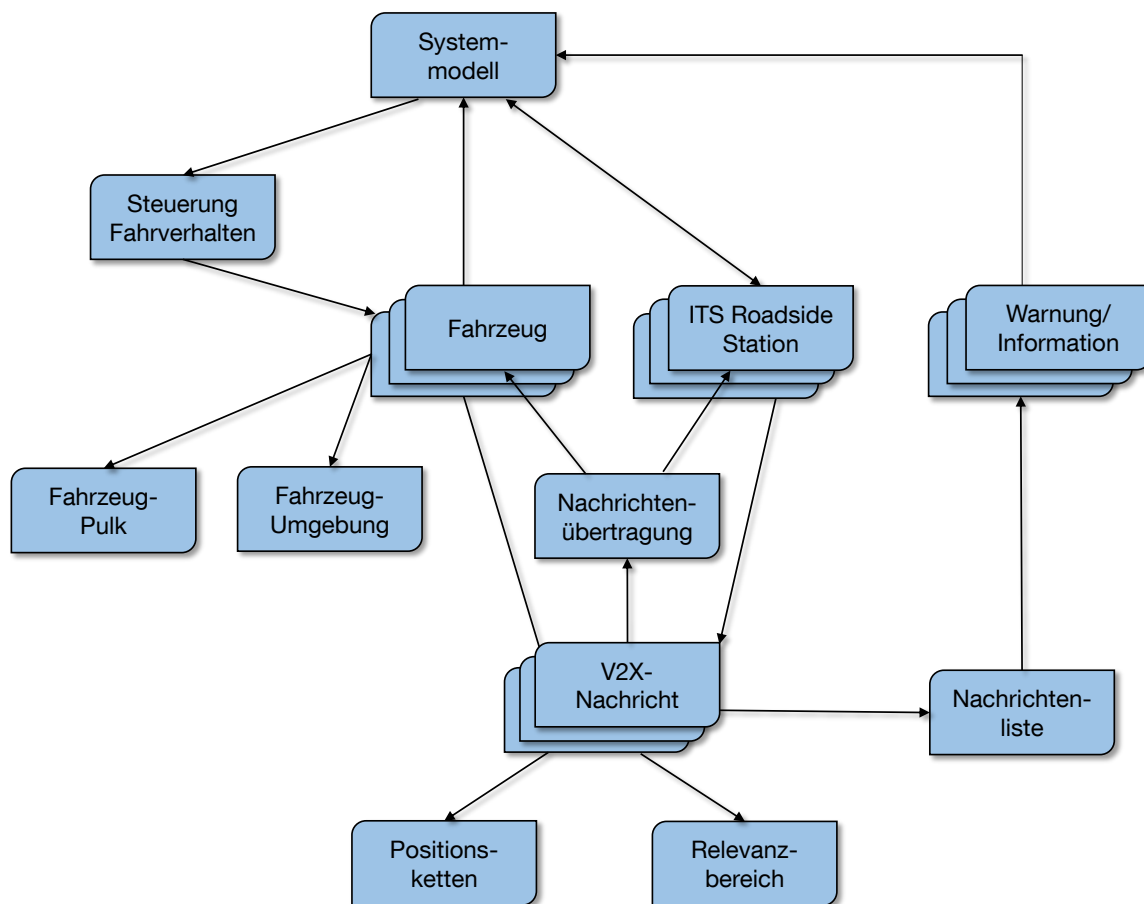 System-
modell
Steuerung
Fahrverhalten
Fahrzeug
ITS Roadside
Station
Warnung/
Information
Fahrzeug-
Pulk
Fahrzeug-
Umgebung
Nachrichten-
übertragung
V2X-
Nachricht
Nachrichten-
liste
Positions-
ketten
Relevanz-
bereich